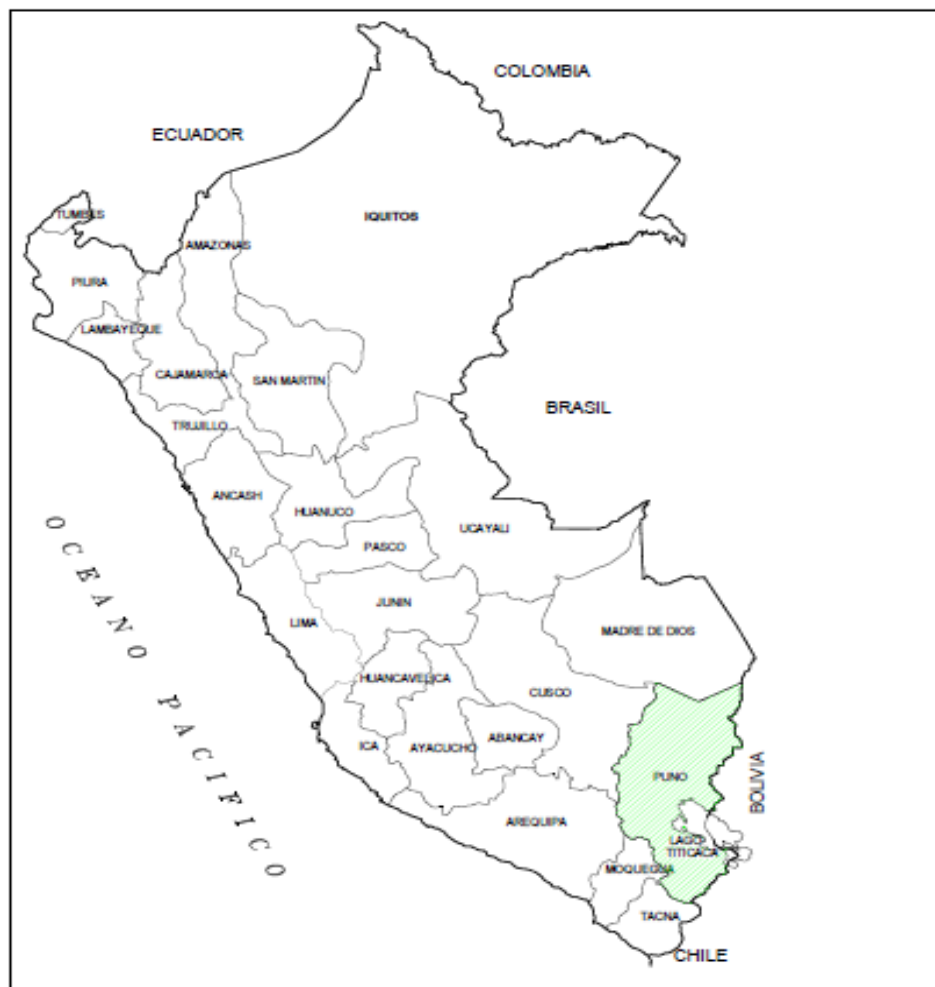 COLOMBIA
ECUADOR
TUMBES
IQUITOS
AMAZONAS
PIURA
LAMBAYEQUE
CAJAMARCA
SAN MARTIN
BRASIL
TRUJILLO
ANCASH
HUANUCO
UCAYALI
PASCO
OCEANO PACIFICO
JUNIN
LIMA
MADRE DE DIOS
HUANCAVELICA
CUSCO
ICA
AYACUCHO
ABANCAY
PUNO
BOLIVIA
AREQUIPA
LAGO
TITICACA
MOQUEGUA
TACNA
CHILE